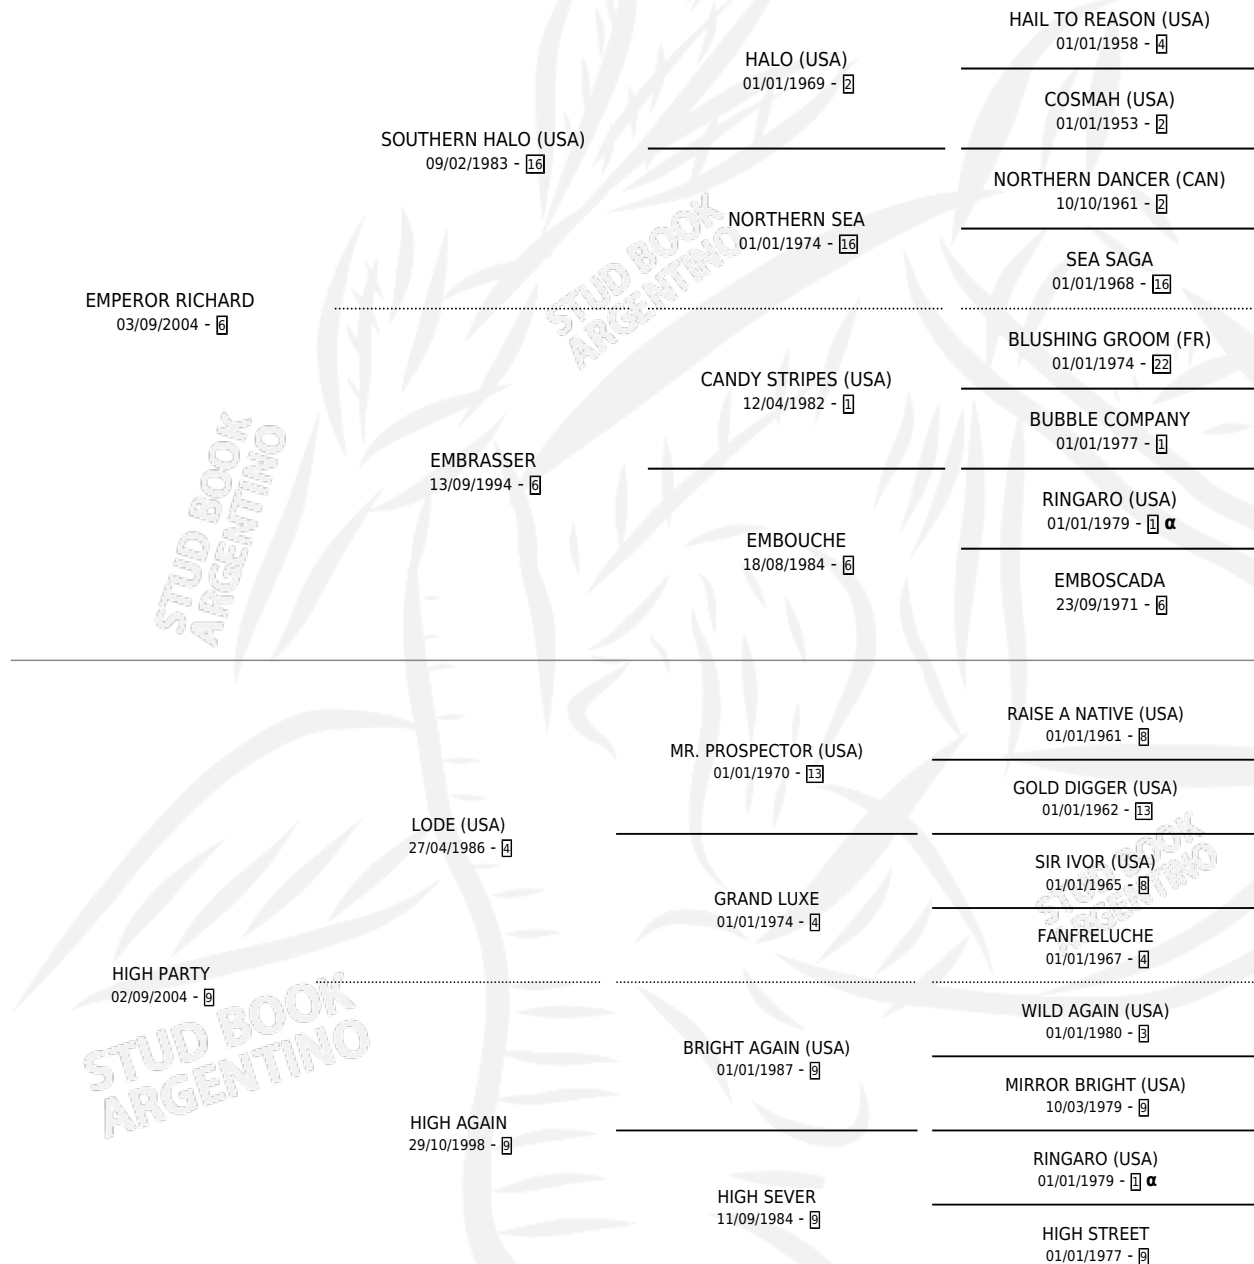 HAIL TO REASON (USA)
01/01/1958 - 4
HALO (USA)
01/01/1969 - 2
COSMAH (USA)
01/01/1953 - 2
SOUTHERN HALO (USA)
09/02/1983 - 16
NORTHERN DANCER (CAN)
10/10/1961 - 2
NORTHERN SEA
01/01/1974 - 16
SEA SAGA
01/01/1968 - 16
EMPEROR RICHARD
03/09/2004 - 6
BLUSHING GROOM (FR)
01/01/1974 - 22
CANDY STRIPES (USA)
12/04/1982 - 1
BUBBLE COMPANY
01/01/1977 - 1
EMBRASSER
13/09/1994 - 6
RINGARO (USA)
01/01/1979 - 1 α
EMBOUCHE
18/08/1984 - 6
EMBOSCADA
23/09/1971 - 6
RAISE A NATIVE (USA)
01/01/1961 - 8
MR. PROSPECTOR (USA)
01/01/1970 - 13
GOLD DIGGER (USA)
01/01/1962 - 13
LODE (USA)
27/04/1986 - 4
SIR IVOR (USA)
01/01/1965 - 8
GRAND LUXE
01/01/1974 - 4
FANFRELUCHE
01/01/1967 - 4
HIGH PARTY
02/09/2004 - 9
WILD AGAIN (USA)
01/01/1980 - 3
BRIGHT AGAIN (USA)
01/01/1987 - 9
MIRROR BRIGHT (USA)
10/03/1979 - 9
HIGH AGAIN
29/10/1998 - 9
RINGARO (USA)
01/01/1979 - 1 α
HIGH SEVER
11/09/1984 - 9
HIGH STREET
01/01/1977 - 9
STUD BOOK
ARGENTINO
STUD BOOK
ARGENTINO
STUD BOOK
ARGENTINO
STUD BOOK
ARGENTINO